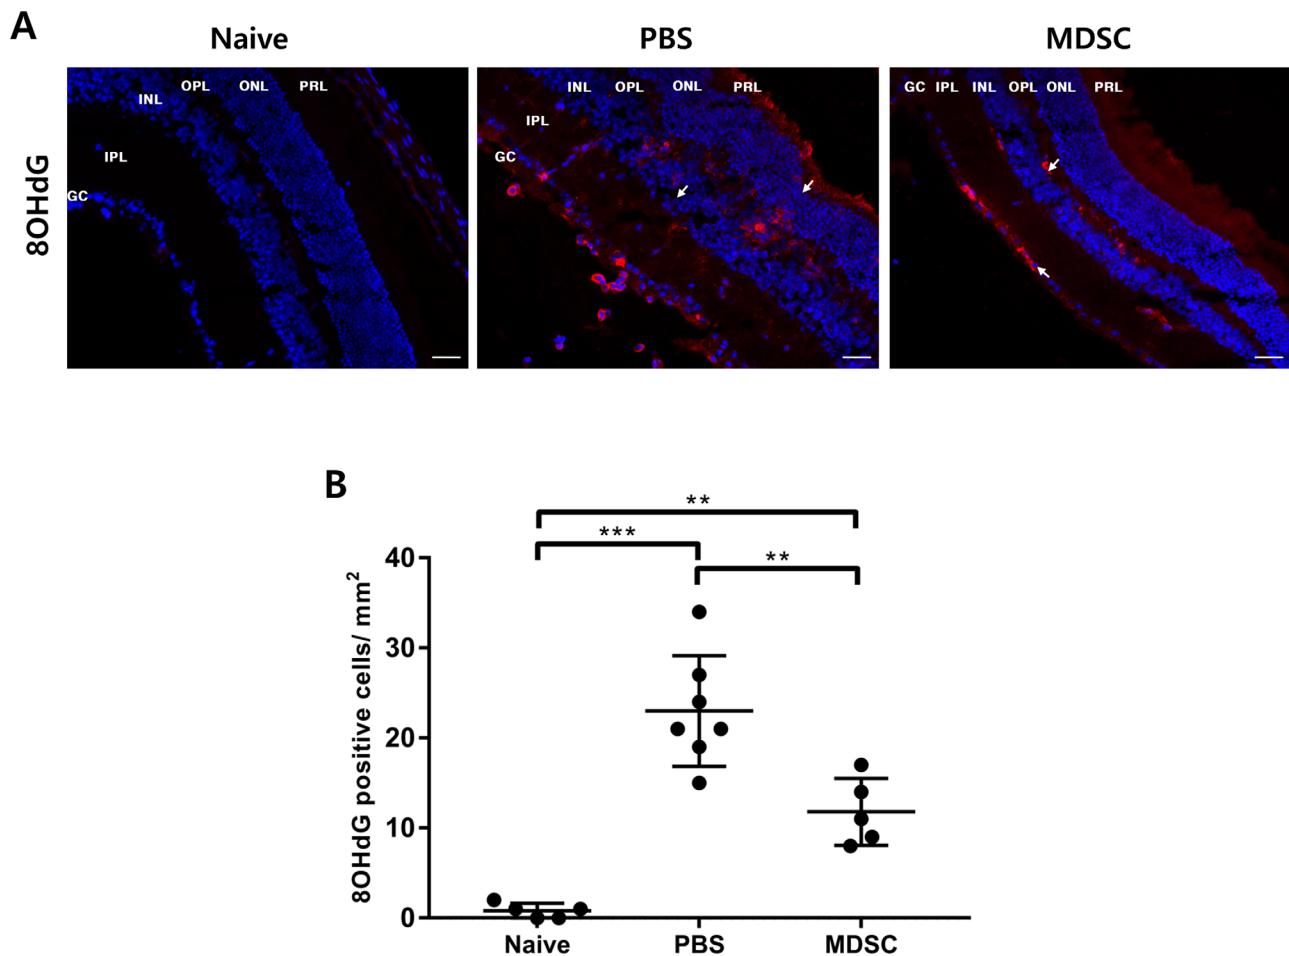 A
Naive PBS MDSC
8OHdG
GC IPL INL OPL ONL PRL
GC IPL INL OPL ONL PRL
GC IPL INL OPL ONL PRL
B
**
***
**
8OHdG positive cells/ mm²
40
30
20
10
0
Naive PBS MDSC